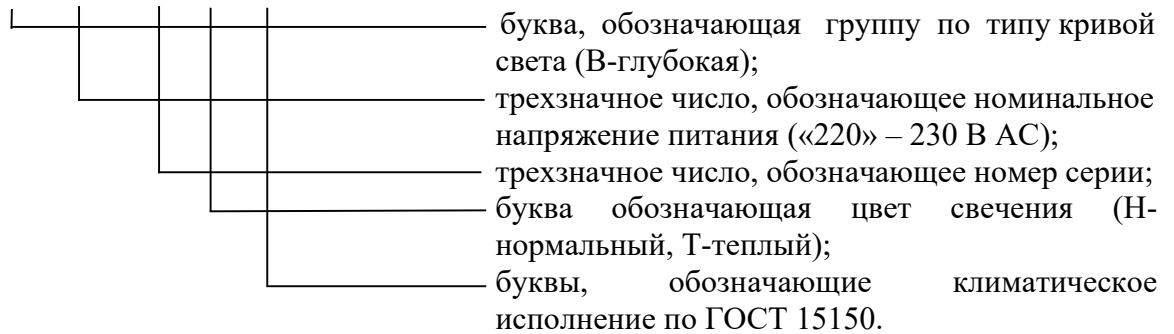 буква, обозначающая группу по типу кривой
света (В-глубокая);
трехзначное число, обозначающее номинальное
напряжение питания («220» – 230 В АС);
трехзначное число, обозначающее номер серии;
буква обозначающая цвет свечения (Н-
нормальный, Т-теплый);
буквы, обозначающие климатическое
исполнение по ГОСТ 15150.